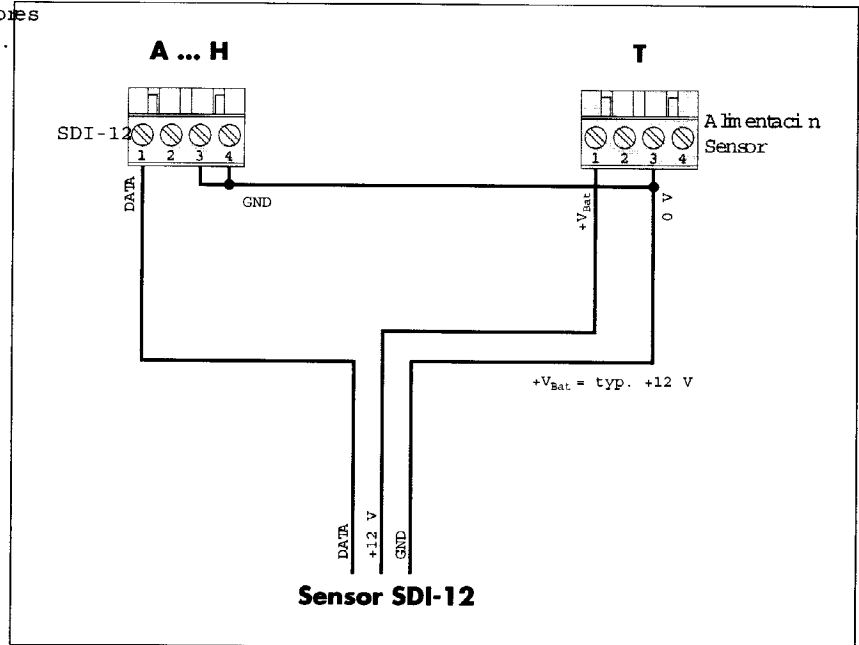 ores
.
A ... H
T
SDI-12
1 2 3 4
1 2 3 4
Alimentaci n
Sensor
DATA
GND
+VBat
0 V
+VBat = typ. +12 V
DATA
+12 V
GND
Sensor SDI-12